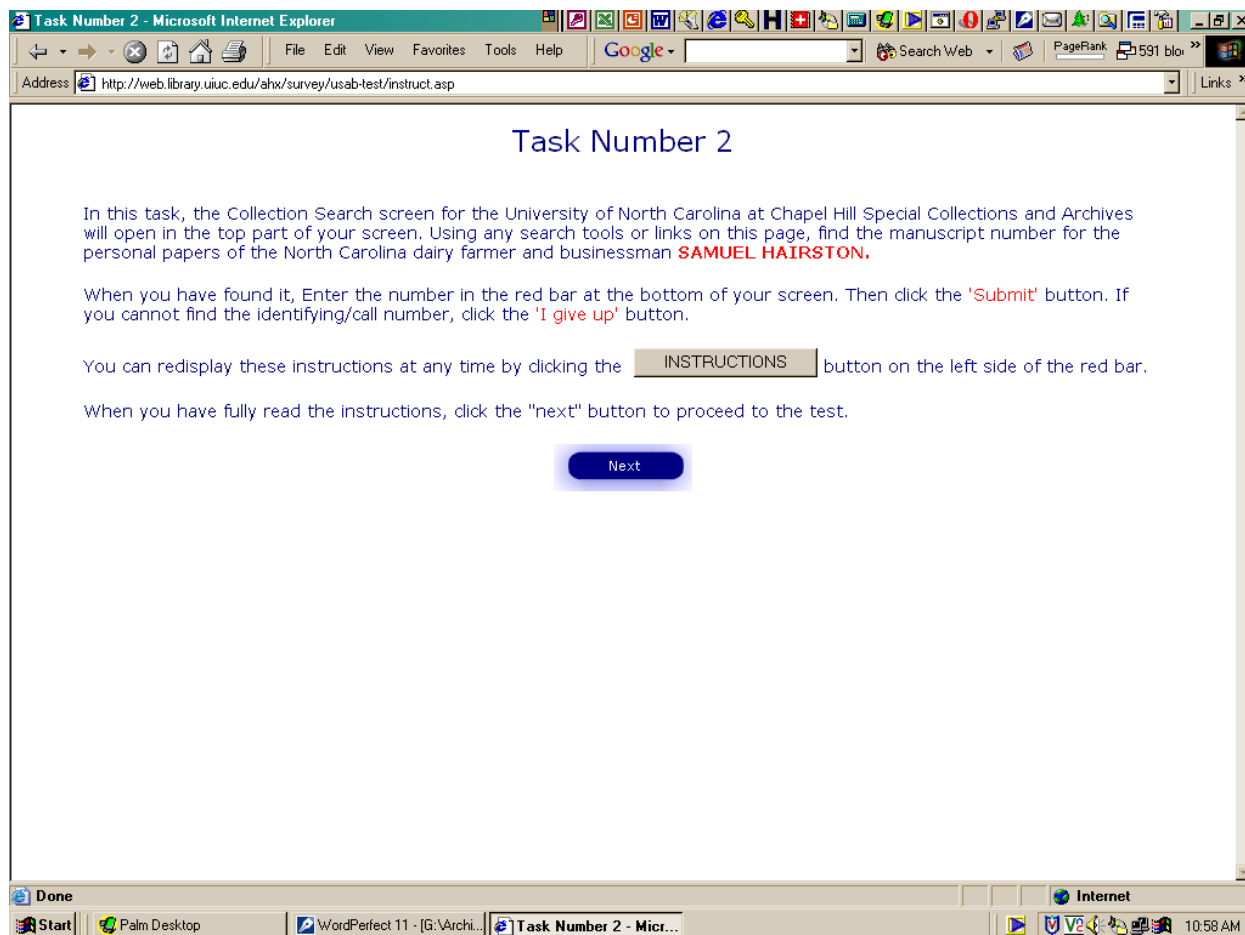 Task Number 2 - Microsoft Internet Explorer
File Edit View Favorites Tools Help Google Search Web PageRank 591 blo »
Address http://web.library.uiuc.edu/ahx/survey/usab-test/instruct.asp Links »
Task Number 2
In this task, the Collection Search screen for the University of North Carolina at Chapel Hill Special Collections and Archives
will open in the top part of your screen. Using any search tools or links on this page, find the manuscript number for the
personal papers of the North Carolina dairy farmer and businessman SAMUEL HAIRSTON.
When you have found it, Enter the number in the red bar at the bottom of your screen. Then click the 'Submit' button. If
you cannot find the identifying/call number, click the 'I give up' button.
You can redisplay these instructions at any time by clicking the INSTRUCTIONS button on the left side of the red bar.
When you have fully read the instructions, click the "next" button to proceed to the test.
Next
Done Internet
Start Palm Desktop WordPerfect 11 - [G:\Archi... Task Number 2 - Micr... 10:58 AM